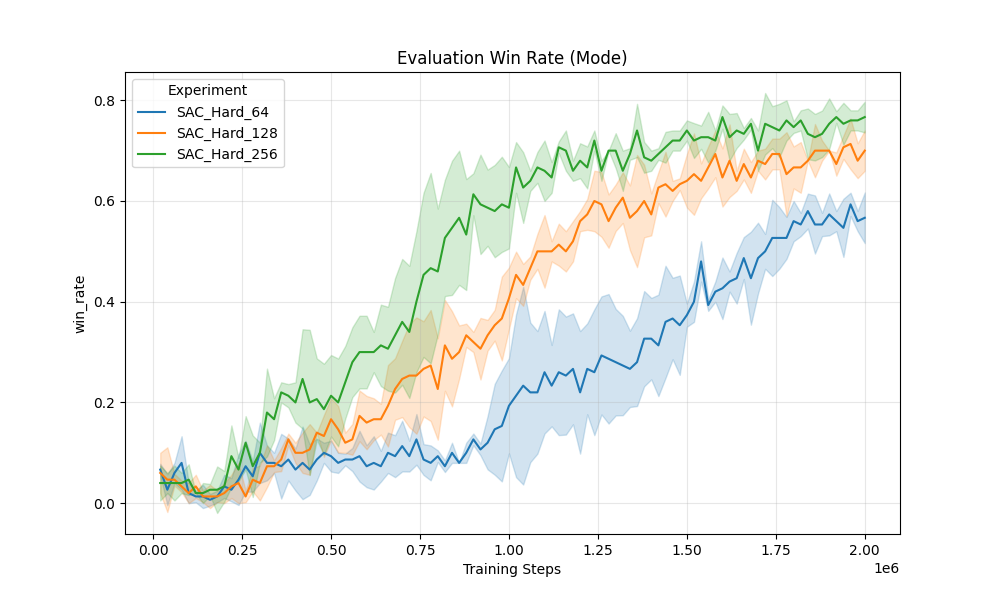 Evaluation Win Rate (Mode)
Experiment
SAC_Hard_64
SAC_Hard_128
SAC_Hard_256
win_rate
0.8
0.6
0.4
0.2
0.0
0.00 0.25 0.50 0.75 1.00 1.25 1.50 1.75 2.00
Training Steps
1e6